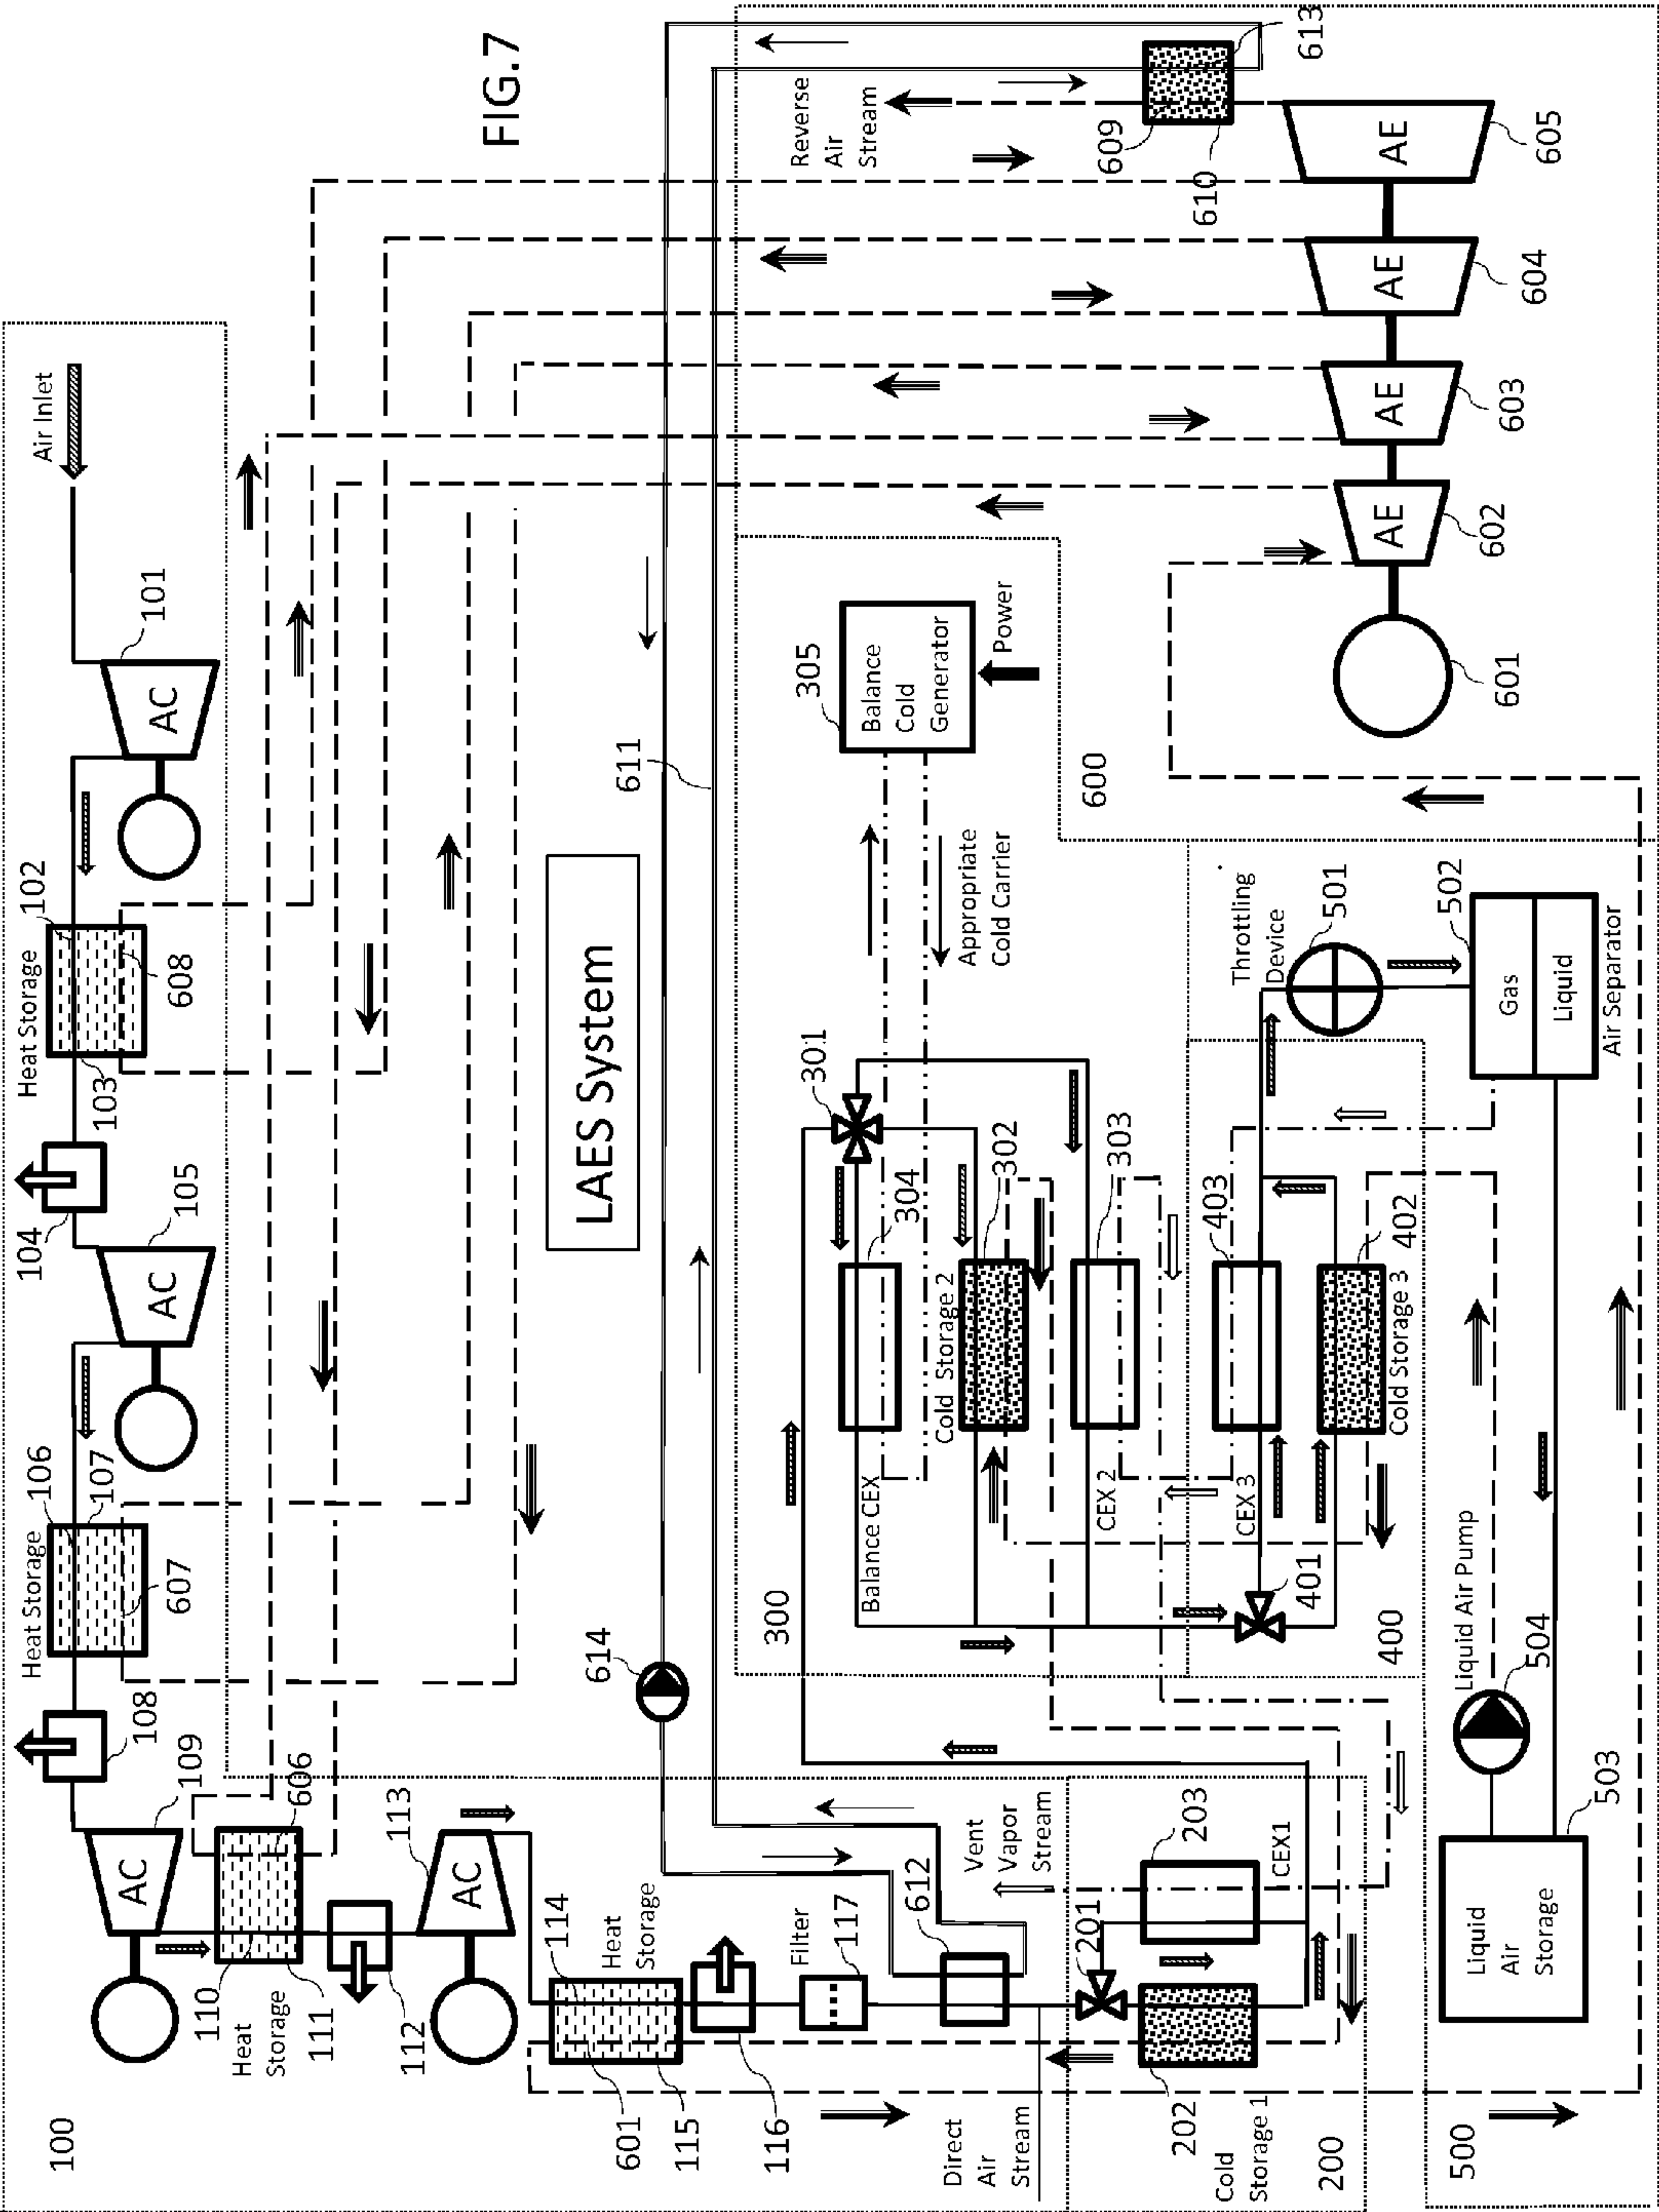 FIG.7
LAES System
Air Inlet
AC
101
Heat Storage
102
103
608
104
AC
105
Heat Storage
106
107
607
108
AC
109
110
Heat
Storage
111
606
112
AC
113
114
Heat
Storage
601
115
116
Filter
117
612
100
Direct
Air
Stream
Vent
Vapor
Stream
201
203
CEX1
202
Cold
Storage 1
200
614
611
300
301
304
Balance CEX
302
Cold Storage 2
303
CEX 2
305
Balance
Cold
Generator
Power
Appropriate
Cold Carrier
403
CEX 3
401
402
Cold Storage 3
400
Throttling
Device
501
502
Gas
Liquid
Air Separator
Liquid Air Pump
504
503
Liquid
Air
Storage
500
600
601
AE
602
AE
603
AE
604
AE
605
Reverse
Air
Stream
609
610
613